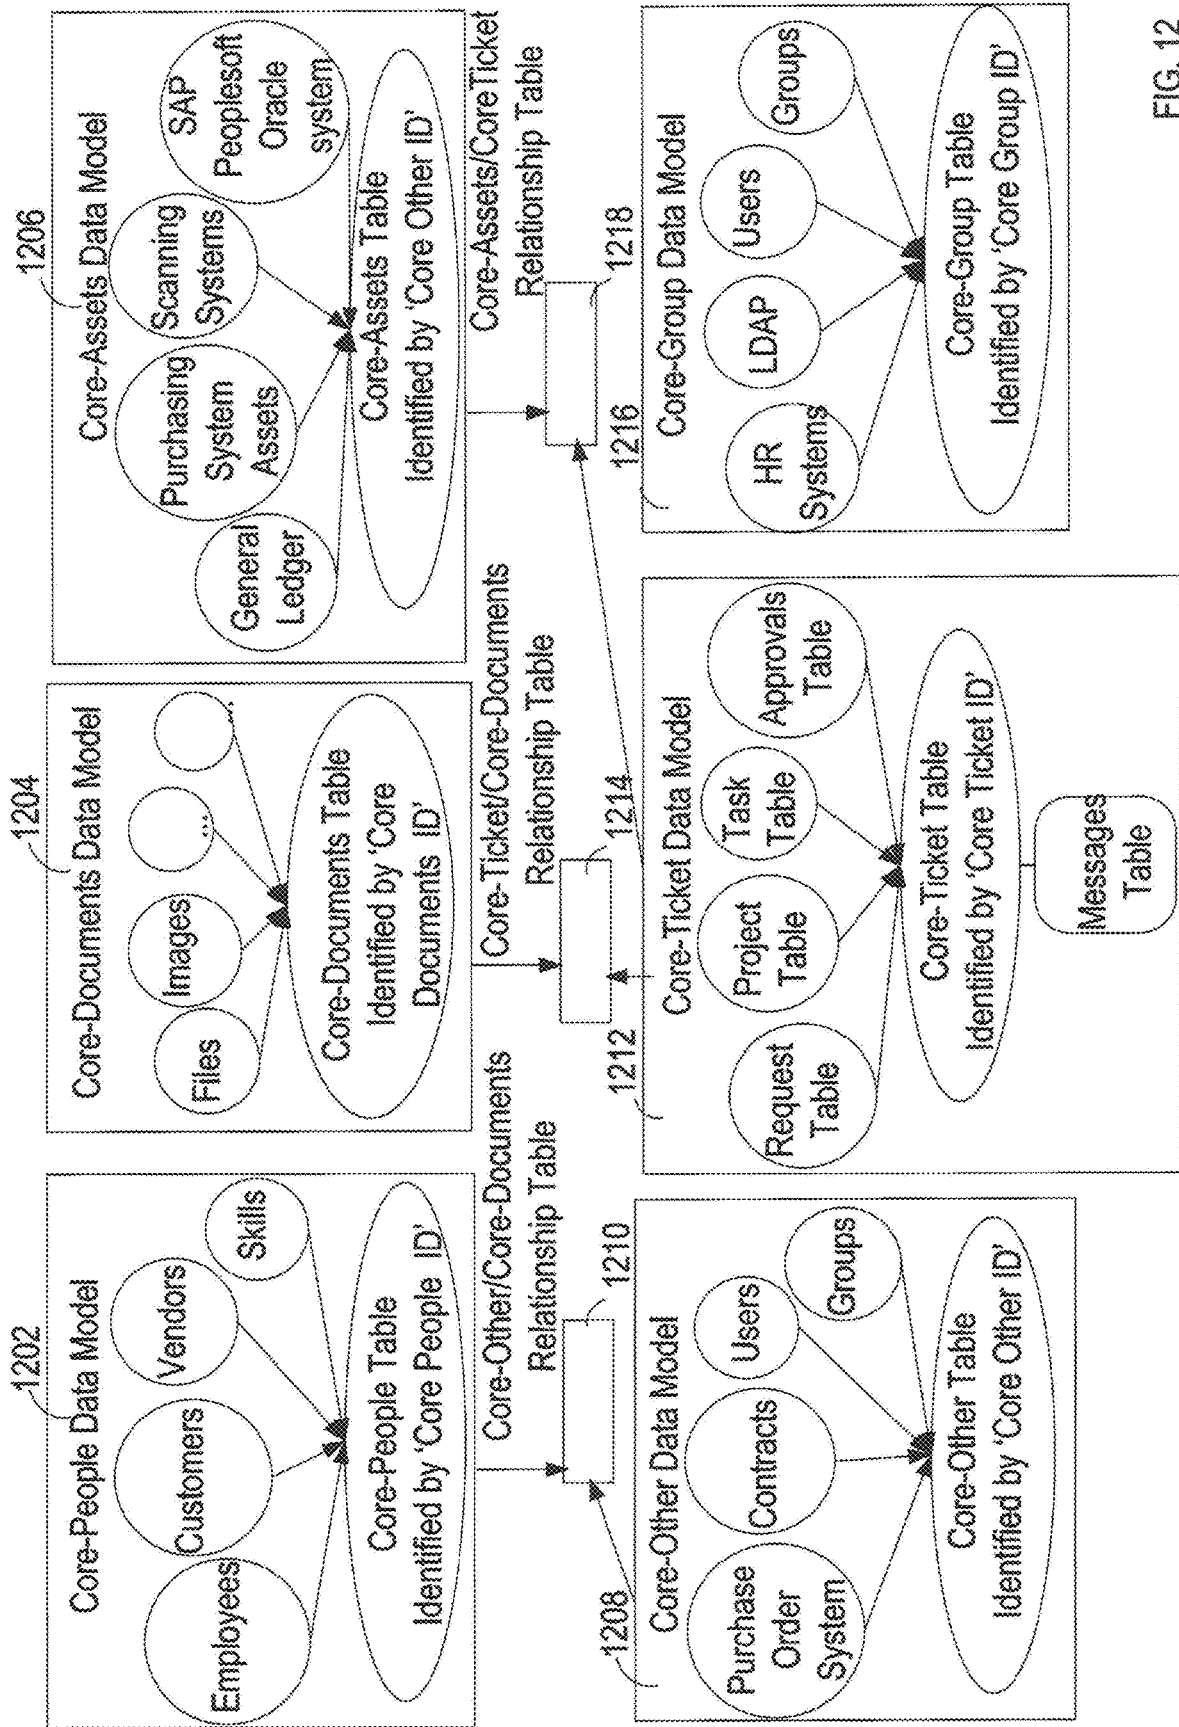 1202
Core-People Data Model
Employees
Customers
Vendors
Skills
Core-People Table
Identified by 'Core People ID'
1204
Core-Documents Data Model
Files
Images
...
...
Core-Documents Table
Identified by 'Core
Documents ID'
1206
Core-Assets Data Model
General
Ledger
Purchasing
System
Assets
Scanning
Systems
SAP
Peoplesoft
Oracle
system
Core-Assets Table
Identified by 'Core Other ID'
Core-Other/Core-Documents
Relationship Table
1210
Core-Ticket/Core-Documents
Relationship Table
1214
Core-Assets/CoreTicket
Relationship Table
1218
1208
Core-Other Data Model
Purchase
Order
System
Contracts
Users
Groups
Core-Other Table
Identified by 'Core Other ID'
1212
Core-Ticket Data Model
Request
Table
Project
Table
Task
Table
Approvals
Table
Core-Ticket Table
Identified by 'Core Ticket ID'
Messages
Table
1216
Core-Group Data Model
HR
Systems
LDAP
Users
Groups
Core-Group Table
Identified by 'Core Group ID'
FIG. 12